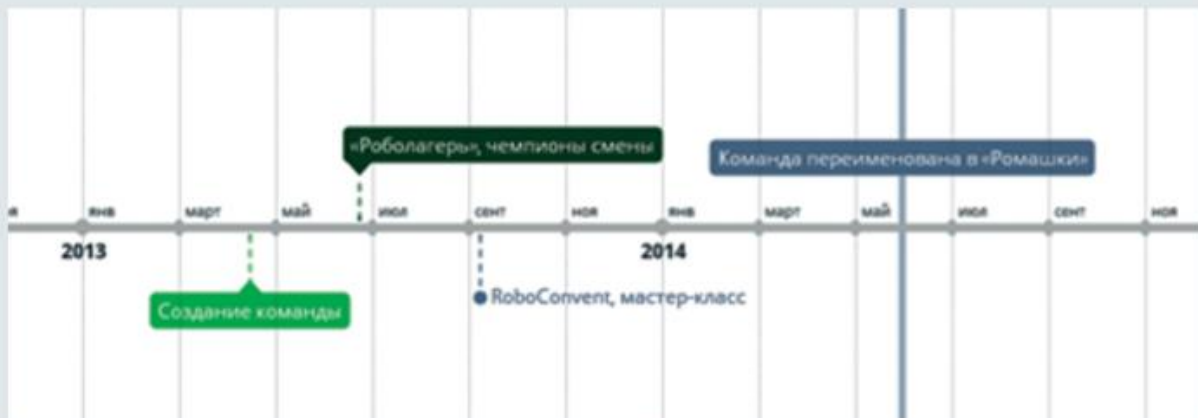 «Роболагерь», чемпионы смены
Команда переименована в «Ромашки»
янв март май июл сент ноя янв март май июл сент ноя
2013 2014
RoboConvent, мастер-класс
Создание команды